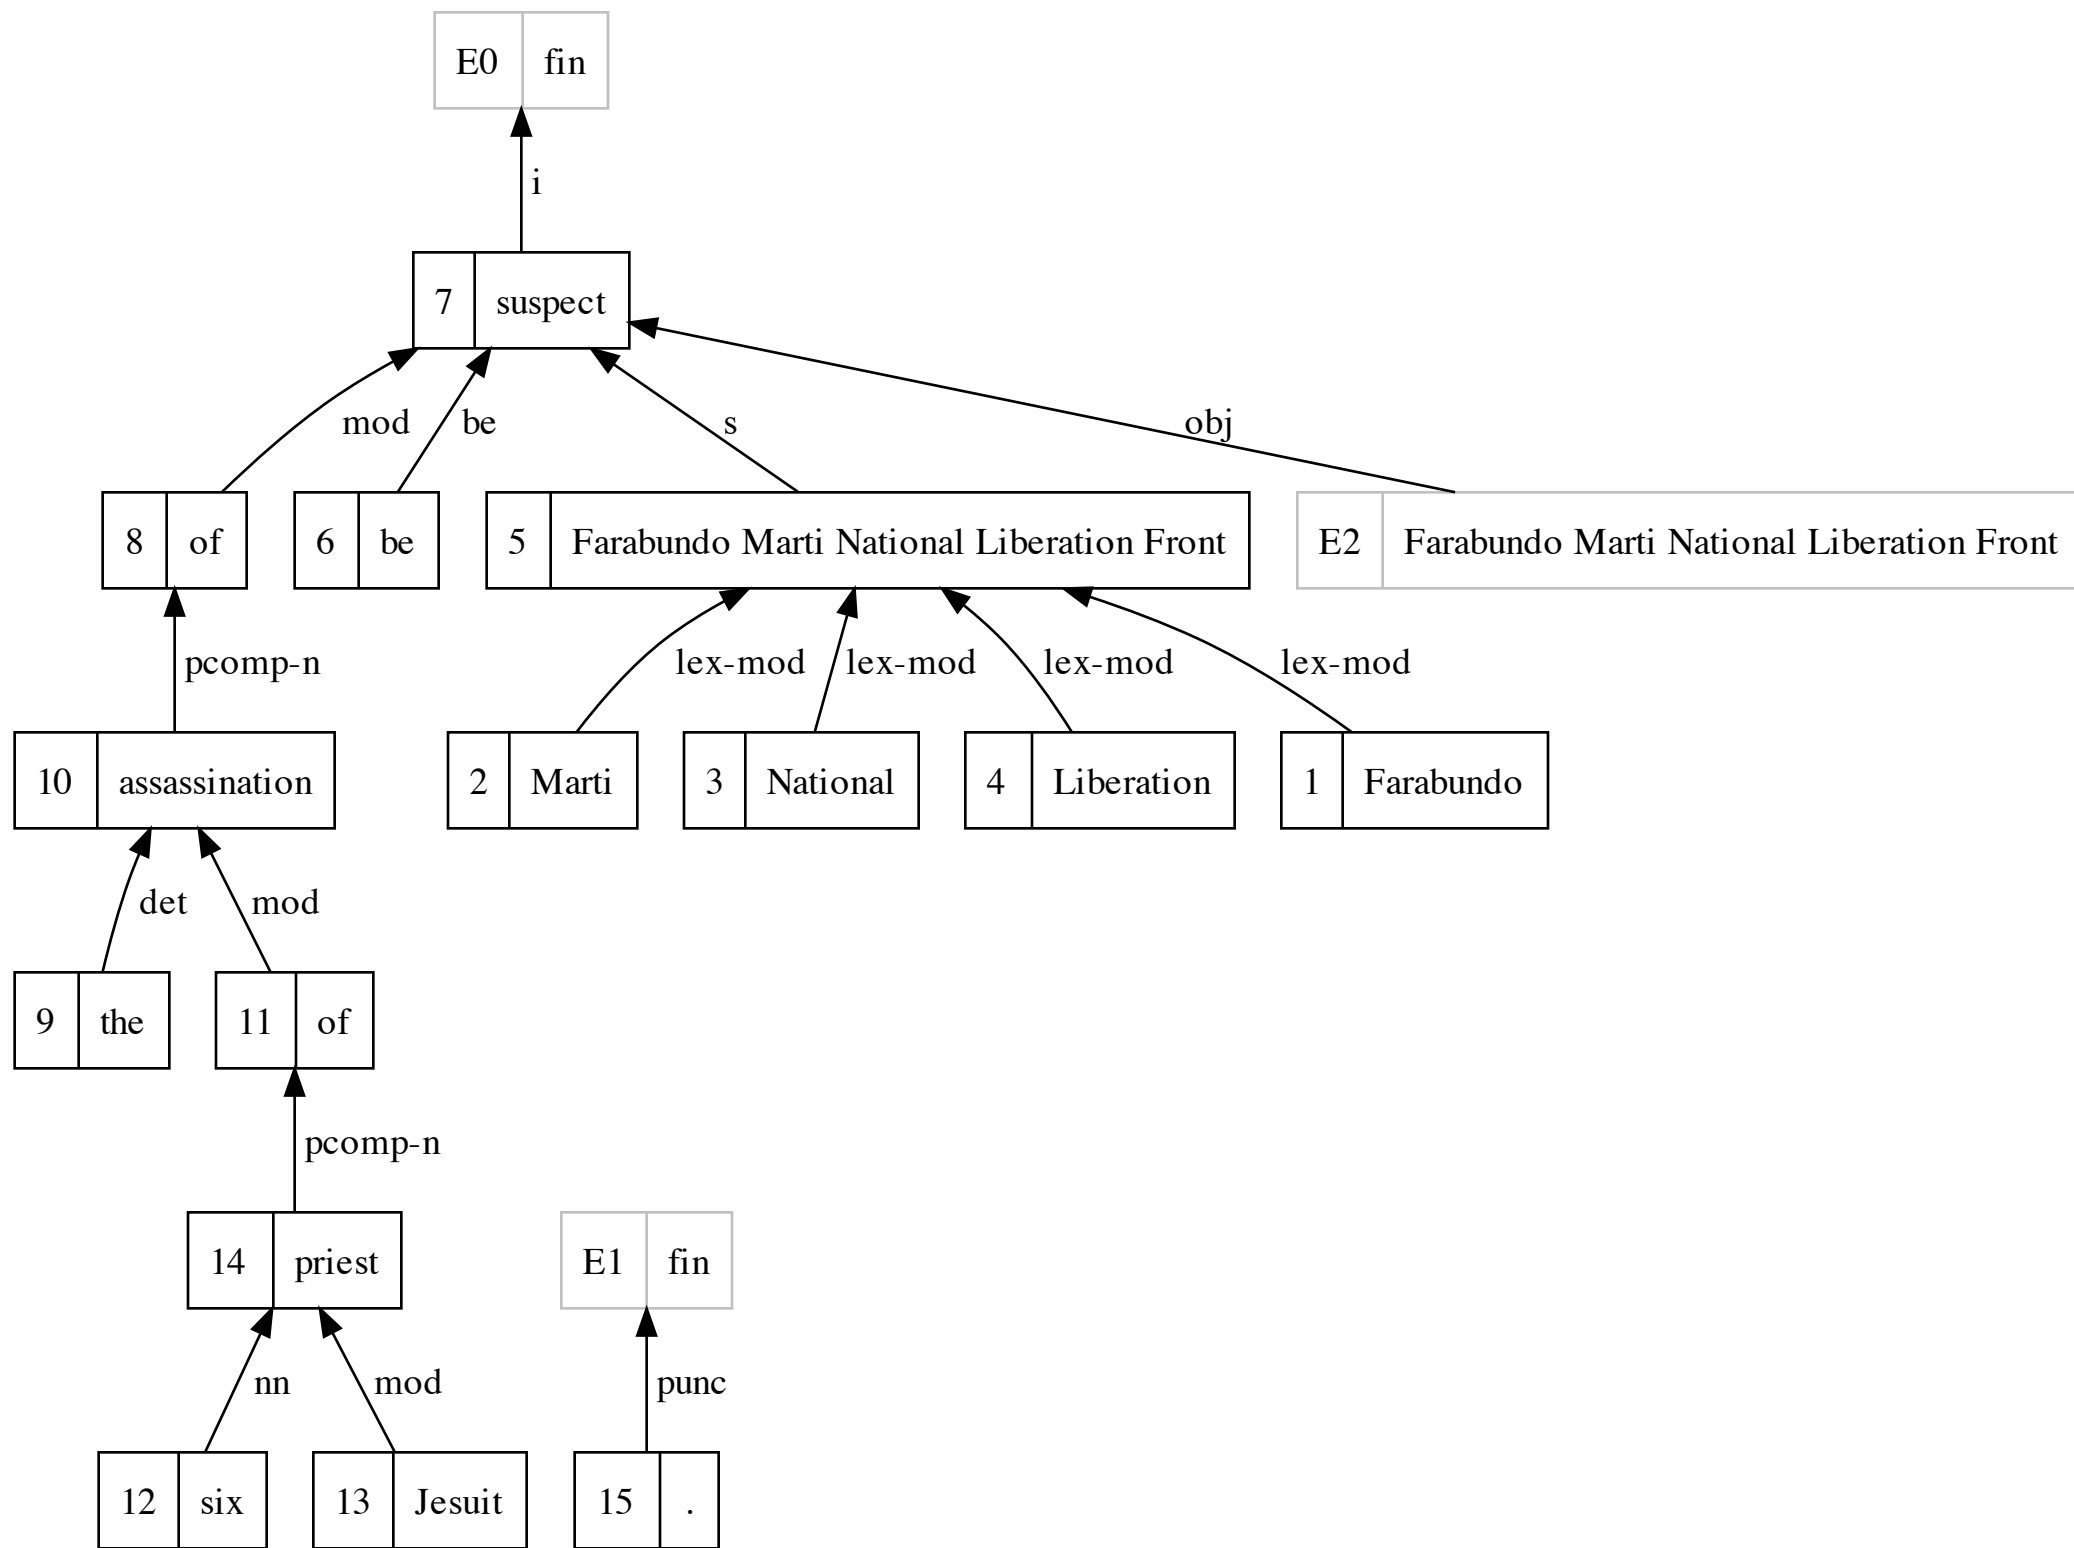 E0 fin
i
7 suspect
mod be s obj
8 of 6 be 5 Farabundo Marti National Liberation Front E2 Farabundo Marti National Liberation Front
pcomp-n lex-mod lex-mod lex-mod lex-mod
10 assassination 2 Marti 3 National 4 Liberation 1 Farabundo
det mod
9 the 11 of
pcomp-n
14 priest E1 fin
nn mod punc
12 six 13 Jesuit 15 .